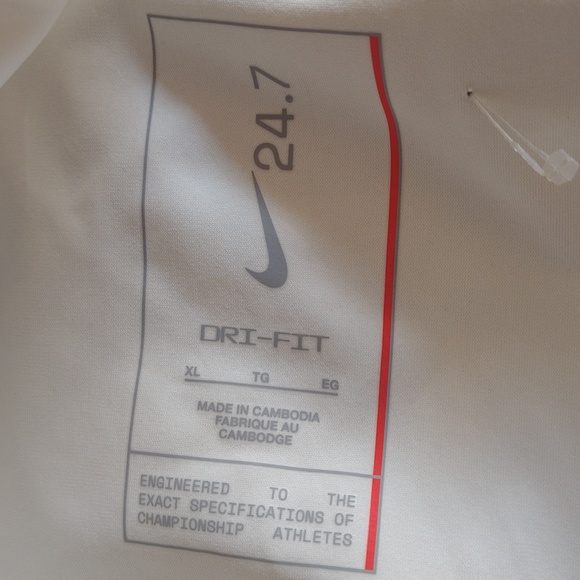 24.7
DRI-FIT
XL TG EG
MADE IN CAMBODIA
FABRIQUE AU
CAMBODGE
ENGINEERED TO THE
EXACT SPECIFICATIONS OF
CHAMPIONSHIP ATHLETES